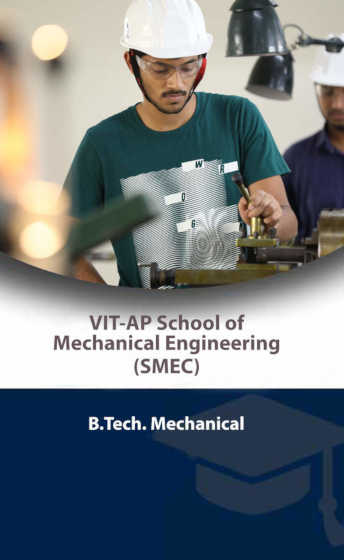 W
R
O
G
VIT-AP School of
Mechanical Engineering
(SMEC)
B.Tech. Mechanical